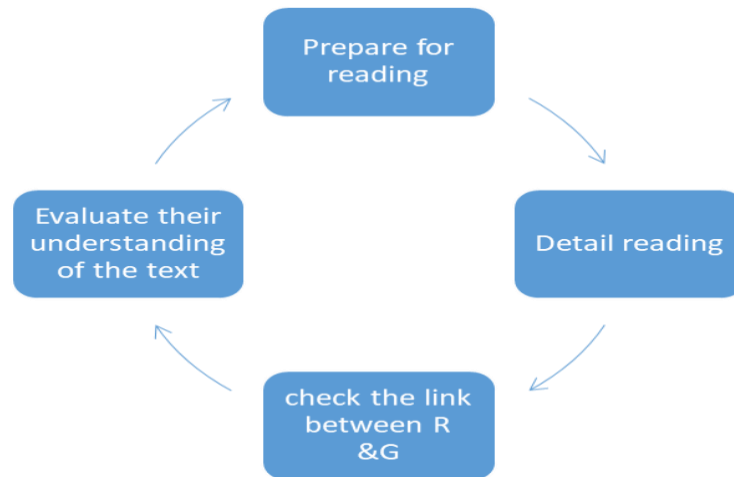 Prepare for
reading
Detail reading
check the link
between R
&G
Evaluate their
understanding
of the text